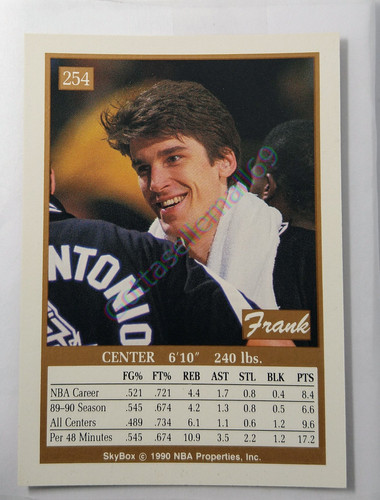 254
NTONIO
Frank
CENTER 6'10" 240 lbs.
FG% FT% REB AST STL BLK PTS
NBA Career .521 .721 4.4 1.7 0.8 0.4 8.4
89-90 Season .545 .674 4.2 1.3 0.8 0.5 6.6
All Centers .489 .734 6.1 1.1 0.6 1.2 9.6
Per 48 Minutes .545 .674 10.9 3.5 2.2 1.2 17.2
SkyBox © 1990 NBA Properties, Inc.